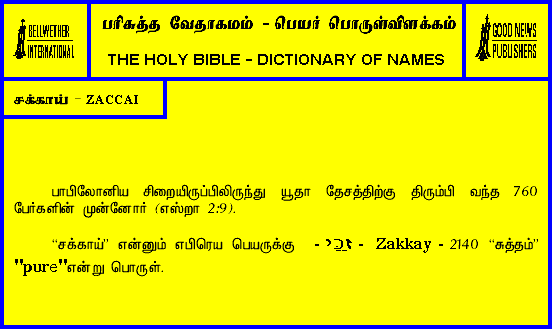 BELLWETHER
INTERNATIONAL
பரிசுத்த வேதாகமம் - பெயர் பொருள்விளக்கம்
THE HOLY BIBLE - DICTIONARY OF NAMES
GOOD NEWS
PUBLISHERS
சக்காய் - ZACCAI
பாபிலோனிய சிறையிருப்பிலிருந்து யூதா தேசத்திற்கு திரும்பி வந்த 760
பேர்களின் முன்னோர் (எஸ்றா 2:9).
“சக்காய்” என்னும் எபிரெய பெயருக்கு - זַכַּי - Zakkay - 2140 “சுத்தம்”
"pure"என்று பொருள்.